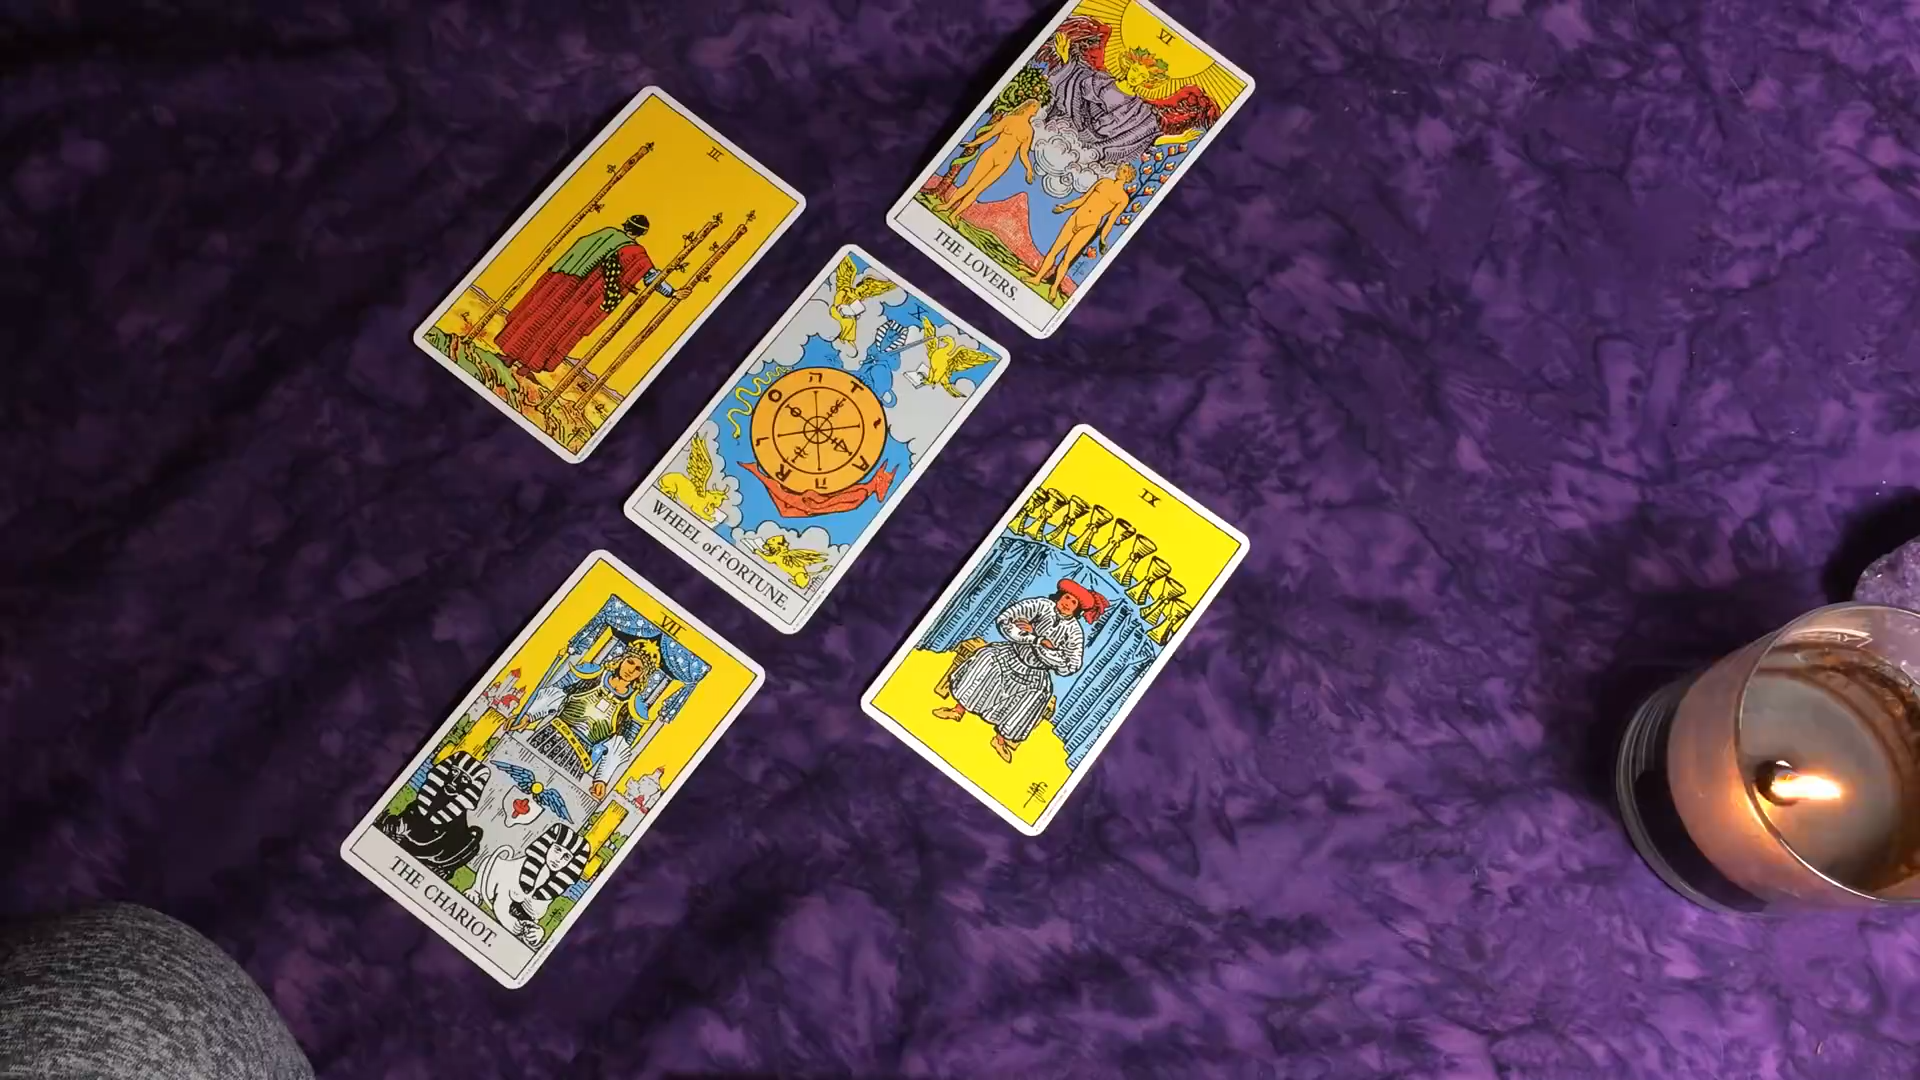 III
VI
THE LOVERS.
X
WHEEL of FORTUNE.
T
A
R
O
ה
ו
ה
י
IX
VII
THE CHARIOT.